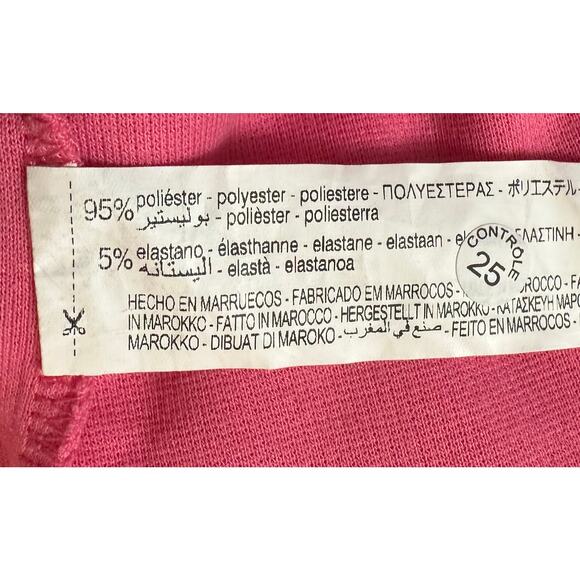 95% poliéster - polyester - poliestere - ΠΟΛΥΕΣΤΕΡΑΣ - ポリエステル -
بوليستير - polièster - poliesterra
5% elastano - élasthanne - elastane - elastaan - ΕΛΑΣΤΙΝΗ -
اليستانه - elastà - elastanoa
CONTRÔLE
25
HECHO EN MARRUECOS - FABRICADO EM MARROCOS -
IN MAROKKO - FATTO IN MAROCCO - HERGESTELLT IN MAROKKO - ΚΑΤΑΣΚΕΥΗ
MAROKKO - DIBUAT DI MAROKO - صنع في المغرب - FEITO EN MARROCOS -